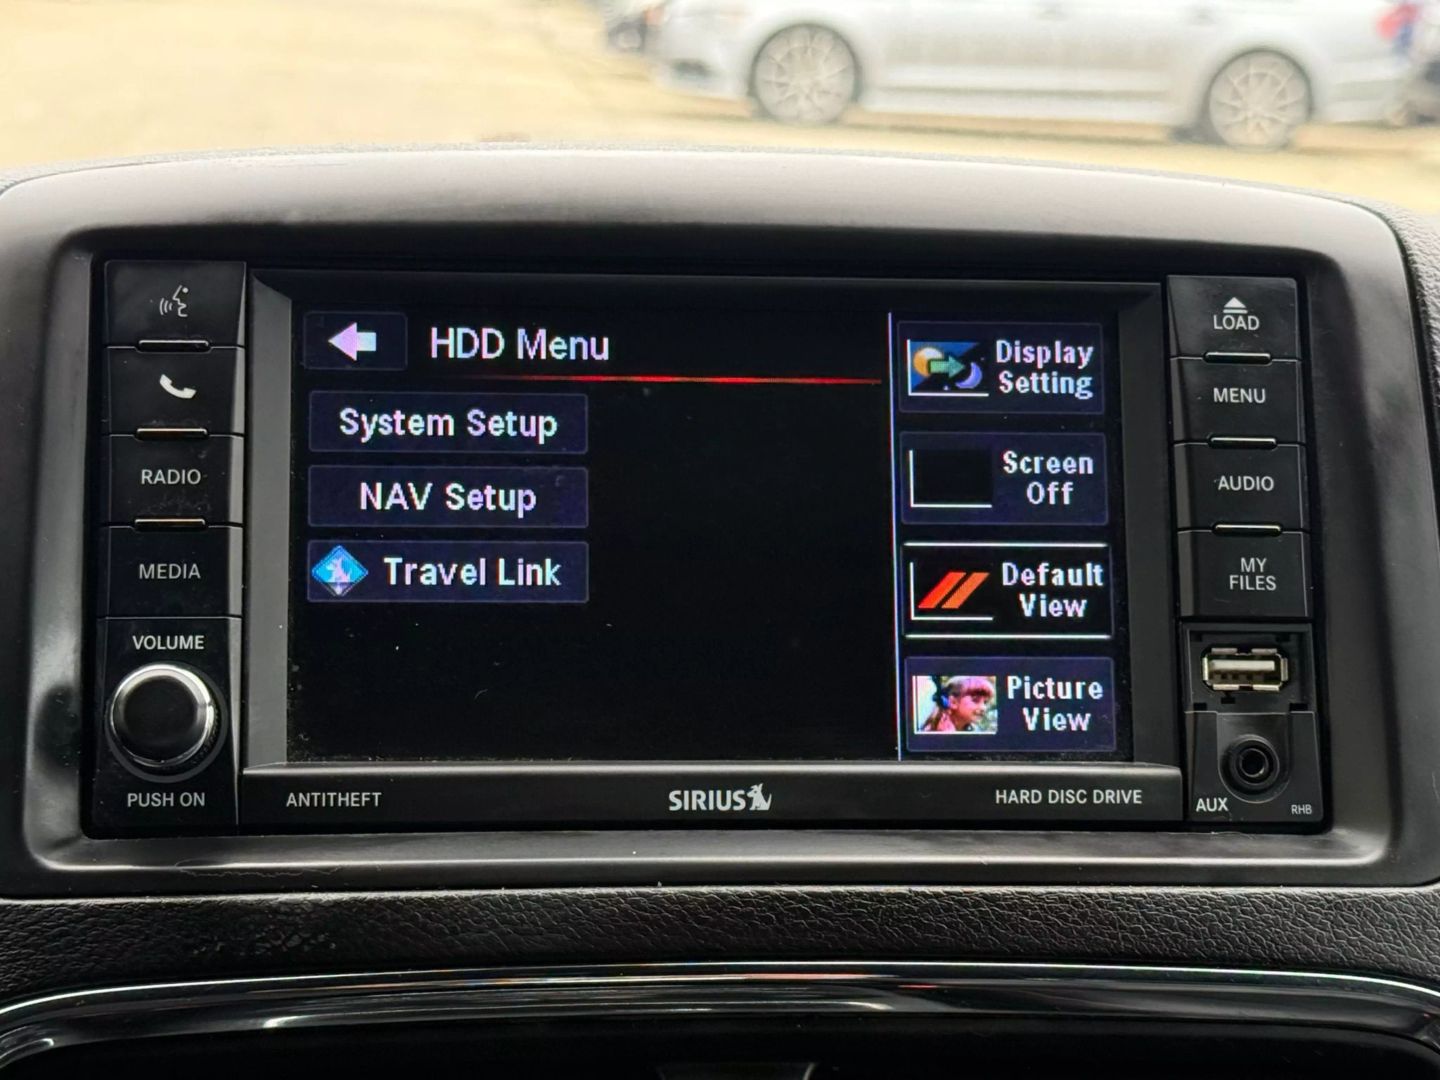 HDD Menu
System Setup
NAV Setup
Travel Link
Display
Setting
Screen
Off
Default
View
Picture
View
RADIO
MEDIA
VOLUME
PUSH ON
LOAD
MENU
AUDIO
MY
FILES
AUX
RHB
ANTITHEFT
SIRIUS
HARD DISC DRIVE